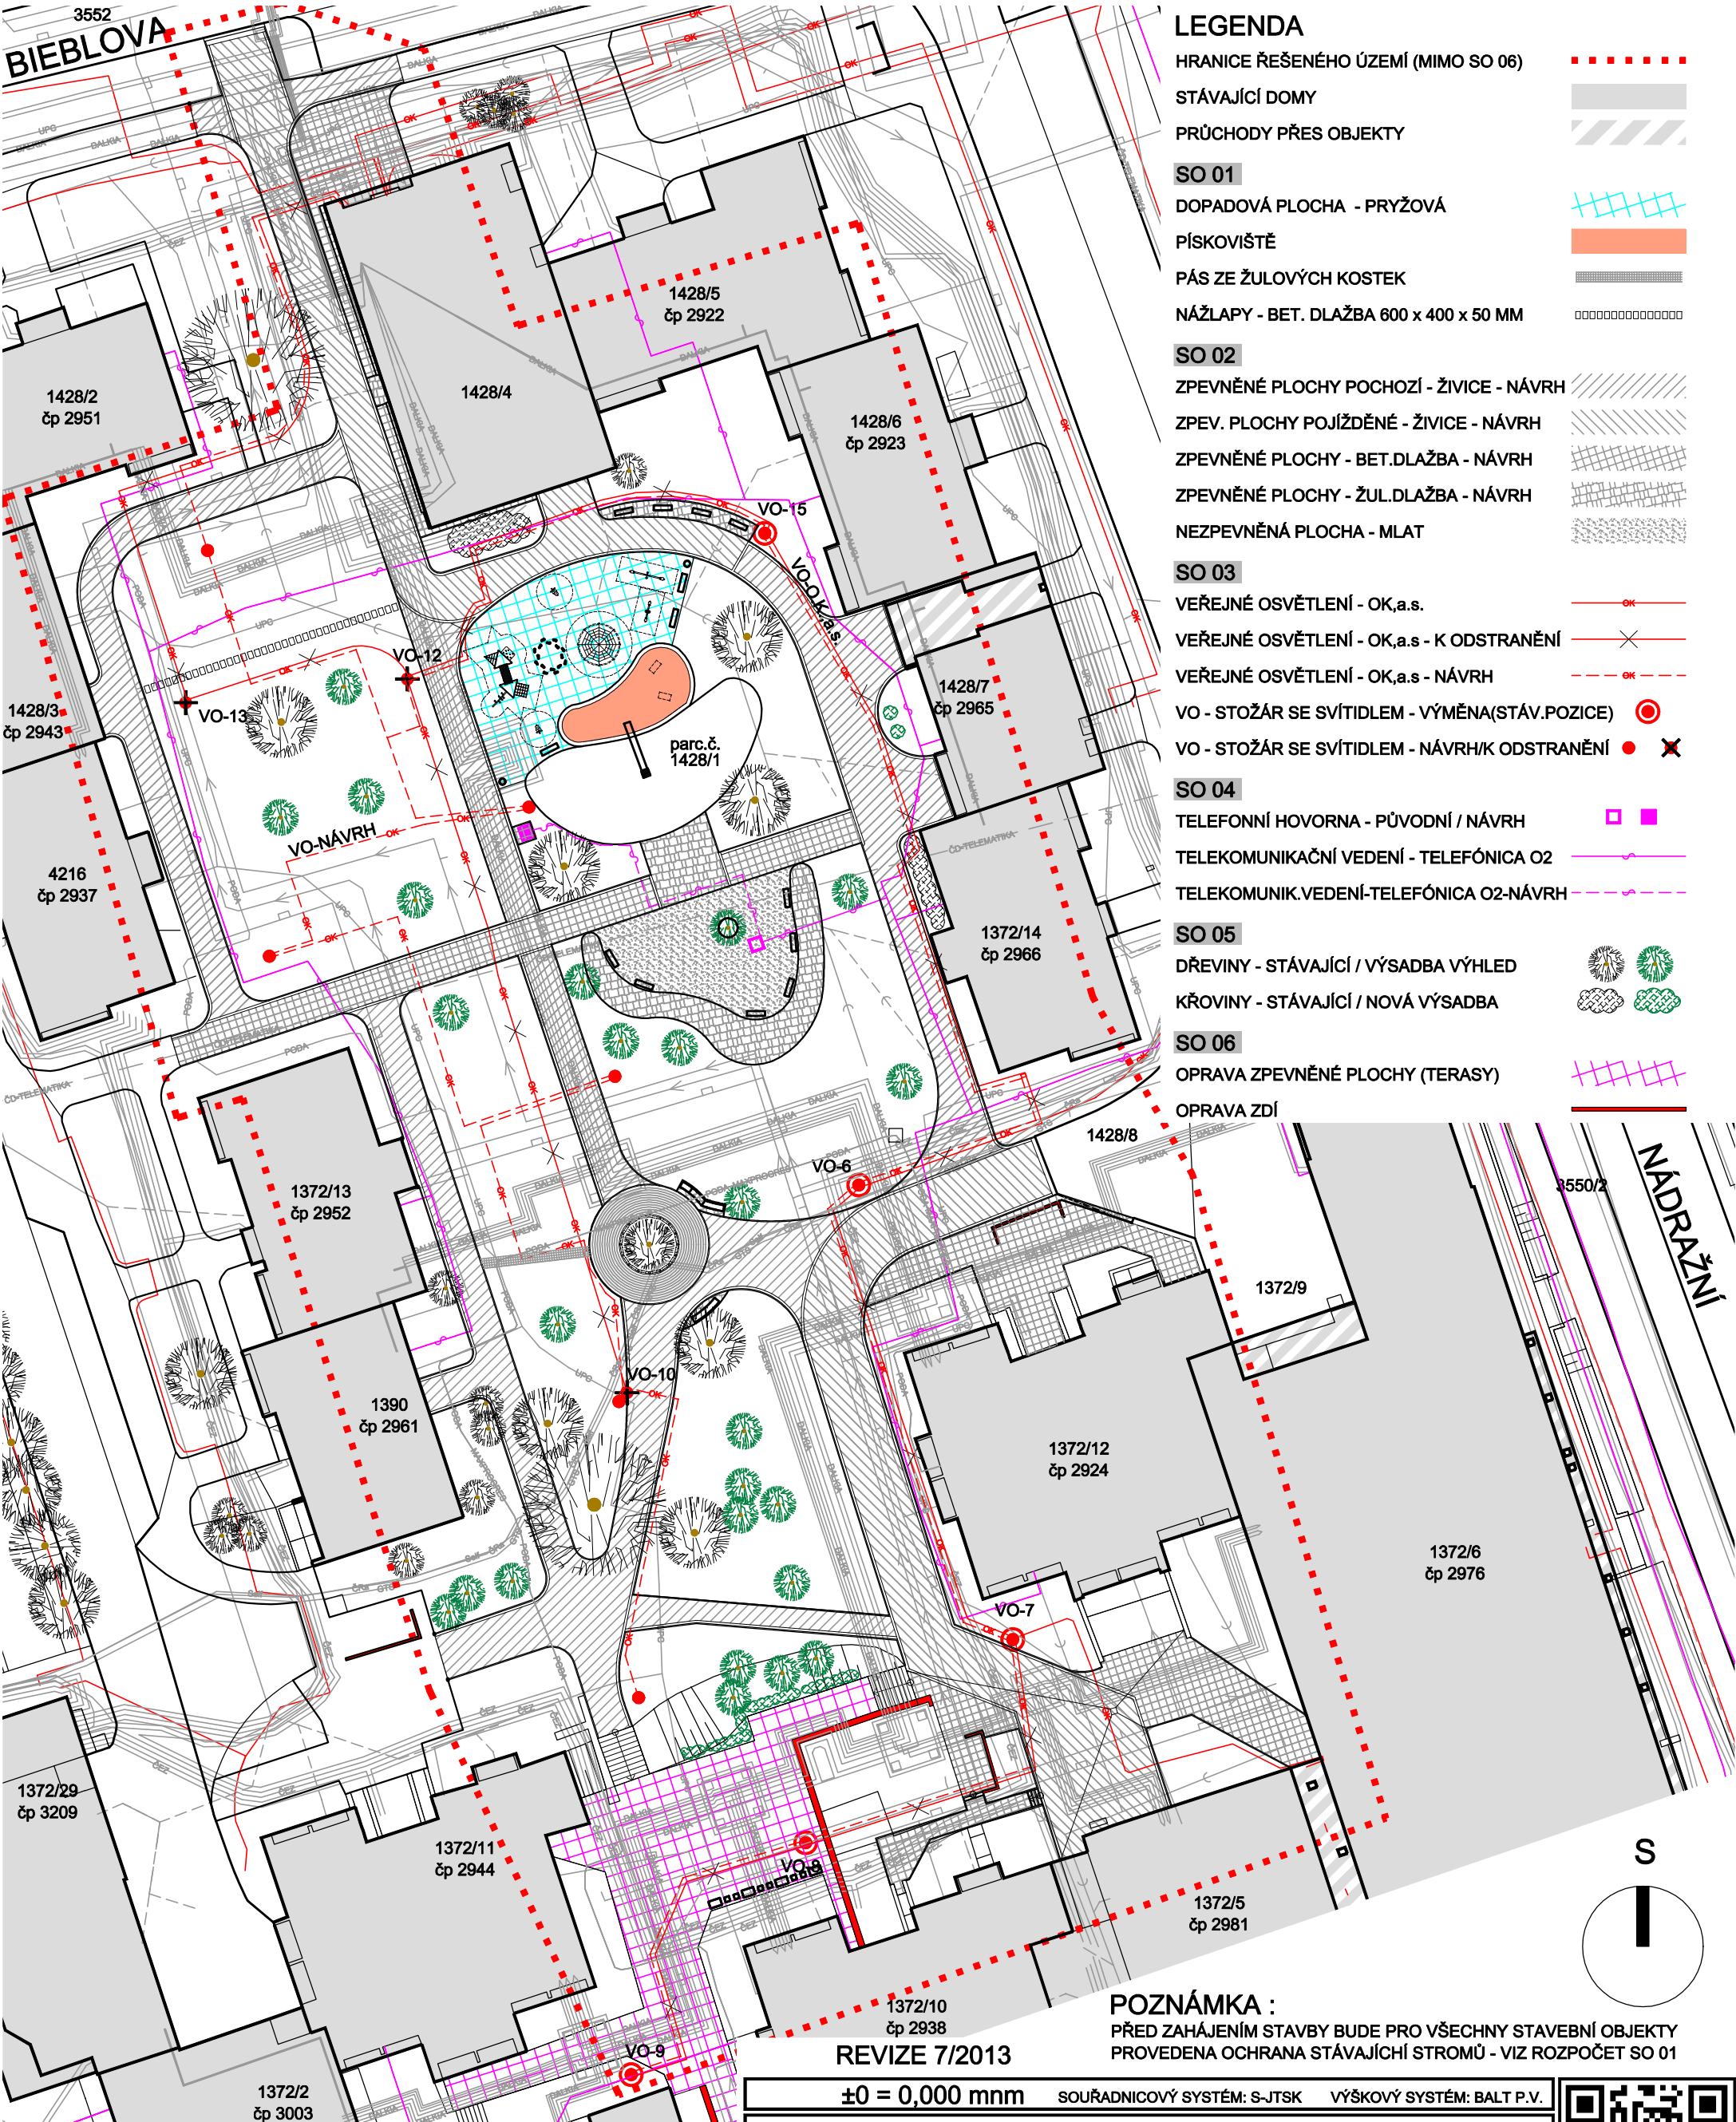 3552
BIEBLOVA
LEGENDA
HRANICE ŘEŠENÉHO ÚZEMÍ (MIMO SO 06)
STÁVAJÍCÍ DOMY
PRŮCHODY PŘES OBJEKTY
SO 01
DOPADOVÁ PLOCHA - PRYŽOVÁ
PÍSKOVIŠTĚ
PÁS ZE ŽULOVÝCH KOSTEK
NÁŽLAPY - BET. DLAŽBA 600 x 400 x 50 MM
SO 02
ZPEVNĚNÉ PLOCHY POCHOZÍ - ŽIVICE - NÁVRH
ZPEV. PLOCHY POJÍŽDĚNÉ - ŽIVICE - NÁVRH
ZPEVNĚNÉ PLOCHY - BET.DLAŽBA - NÁVRH
ZPEVNĚNÉ PLOCHY - ŽUL.DLAŽBA - NÁVRH
NEZPEVNĚNÁ PLOCHA - MLAT
SO 03
VEŘEJNÉ OSVĚTLENÍ - OK,a.s.
OK
VEŘEJNÉ OSVĚTLENÍ - OK,a.s - K ODSTRANĚNÍ
VEŘEJNÉ OSVĚTLENÍ - OK,a.s - NÁVRH
OK
VO - STOŽÁR SE SVÍTIDLEM - VÝMĚNA(STÁV.POZICE)
VO - STOŽÁR SE SVÍTIDLEM - NÁVRH/K ODSTRANĚNÍ
SO 04
TELEFONNÍ HOVORNA - PŮVODNÍ / NÁVRH
TELEKOMUNIKAČNÍ VEDENÍ - TELEFÓNICA O2
TELEKOMUNIK.VEDENÍ-TELEFÓNICA O2-NÁVRH
SO 05
DŘEVINY - STÁVAJÍCÍ / VÝSADBA VÝHLED
KŘOVINY - STÁVAJÍCÍ / NOVÁ VÝSADBA
SO 06
OPRAVA ZPEVNĚNÉ PLOCHY (TERASY)
OPRAVA ZDÍ
1428/5
čp 2922
1428/4
1428/2
čp 2951
1428/6
čp 2923
VO-15
VO-O.K,a.s.
VO-12
VO-13
1428/3
čp 2943
1428/7
čp 2965
parc.č.
1428/1
VO-NÁVRH
4216
čp 2937
ČD-TELEMATIKA
1372/14
čp 2966
ČD-TELEMATIKA
1428/8
VO-6
1372/13
čp 2952
3550/2
NÁDRAŽNÍ
1372/9
VO-10
1390
čp 2961
1372/12
čp 2924
1372/6
čp 2976
VO-7
1372/29
čp 3209
1372/11
čp 2944
VO-8
1372/5
čp 2981
S
1372/10
čp 2938
VO-9
1372/2
čp 3003
POZNÁMKA :
PŘED ZAHÁJENÍM STAVBY BUDE PRO VŠECHNY STAVEBNÍ OBJEKTY
PROVEDENA OCHRANA STÁVAJÍCHÍ STROMŮ - VIZ ROZPOČET SO 01
REVIZE 7/2013
±0 = 0,000 mnm SOUŘADNICOVÝ SYSTÉM: S-JTSK VÝŠKOVÝ SYSTÉM: BALT P.V.